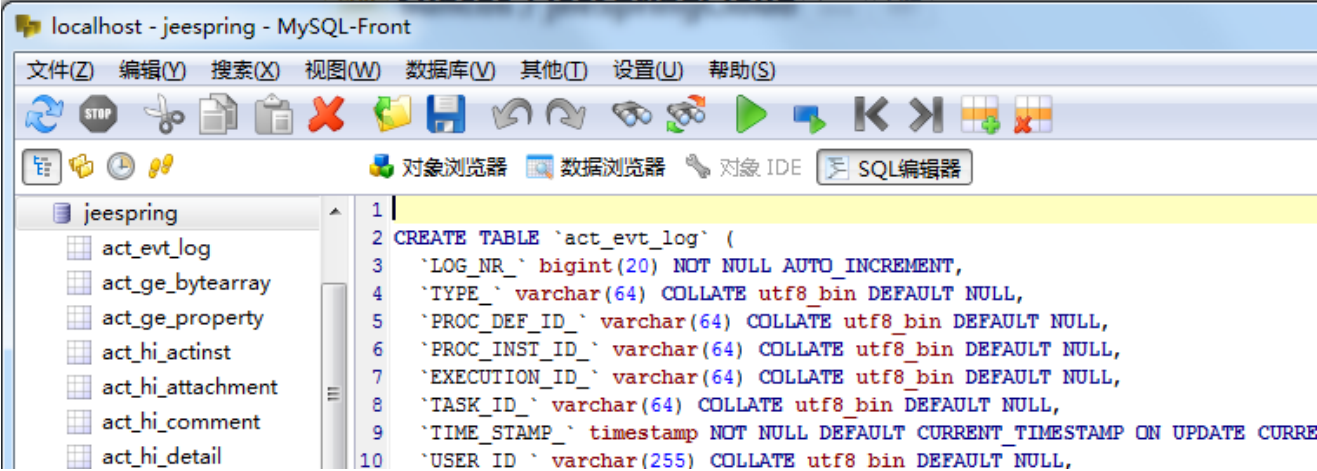 localhost - jeespring - MySQL-Front
文件(Z) 编辑(Y) 搜索(X) 视图(W) 数据库(V) 其他(T) 设置(U) 帮助(S)
STOP
对象浏览器 数据浏览器 对象 IDE SQL编辑器
jeespring
act_evt_log
act_ge_bytearray
act_ge_property
act_hi_actinst
act_hi_attachment
act_hi_comment
act_hi_detail
1
2 CREATE TABLE `act_evt_log` (
3 `LOG_NR_` bigint(20) NOT NULL AUTO_INCREMENT,
4 `TYPE_` varchar(64) COLLATE utf8_bin DEFAULT NULL,
5 `PROC_DEF_ID_` varchar(64) COLLATE utf8_bin DEFAULT NULL,
6 `PROC_INST_ID_` varchar(64) COLLATE utf8_bin DEFAULT NULL,
7 `EXECUTION_ID_` varchar(64) COLLATE utf8_bin DEFAULT NULL,
8 `TASK_ID_` varchar(64) COLLATE utf8_bin DEFAULT NULL,
9 `TIME_STAMP_` timestamp NOT NULL DEFAULT CURRENT_TIMESTAMP ON UPDATE CURRE
10 `USER_ID_` varchar(255) COLLATE utf8_bin DEFAULT NULL,